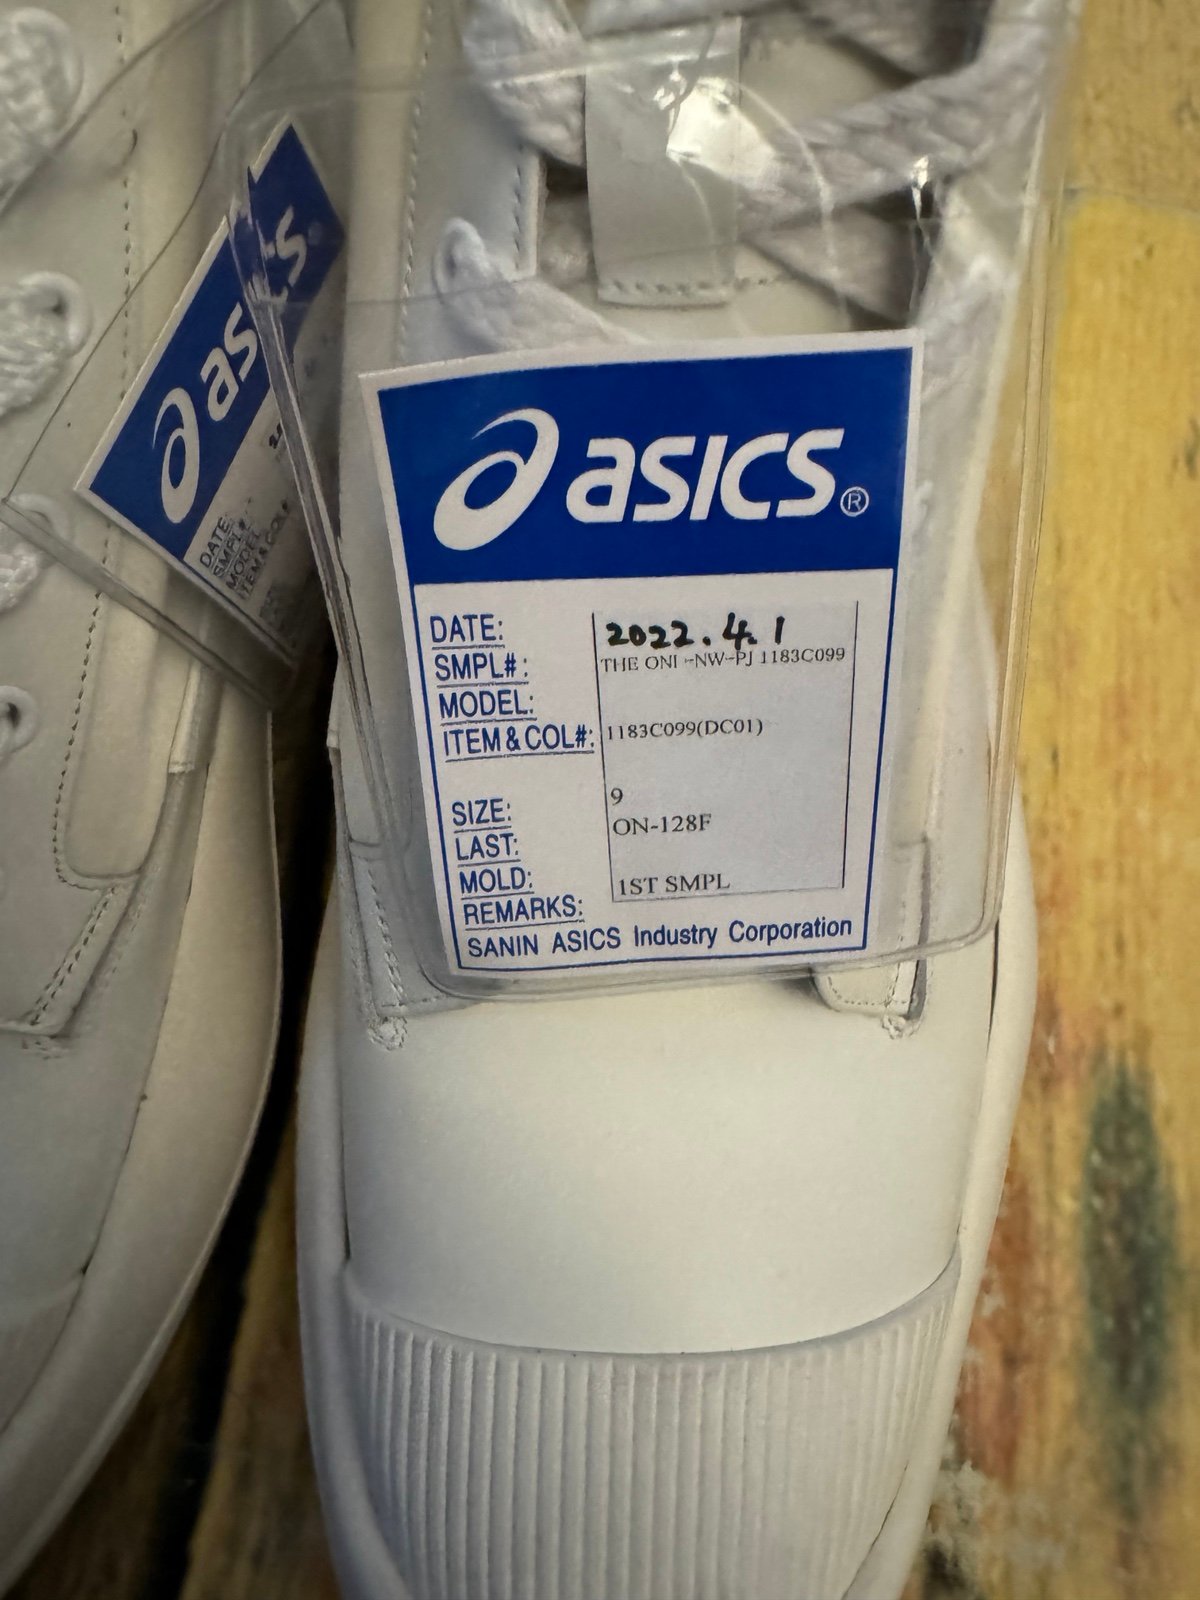 asics®
DATE: 2022.4.1
SMPL#: THE ONI -NW-PJ 1183C099
MODEL:
ITEM & COL#: 1183C099(DC01)
SIZE: 9
LAST: ON-128F
MOLD:
REMARKS: 1ST SMPL
SANIN ASICS Industry Corporation
asics
DATE:
SMPL#:
MODEL:
ITEM & COL#